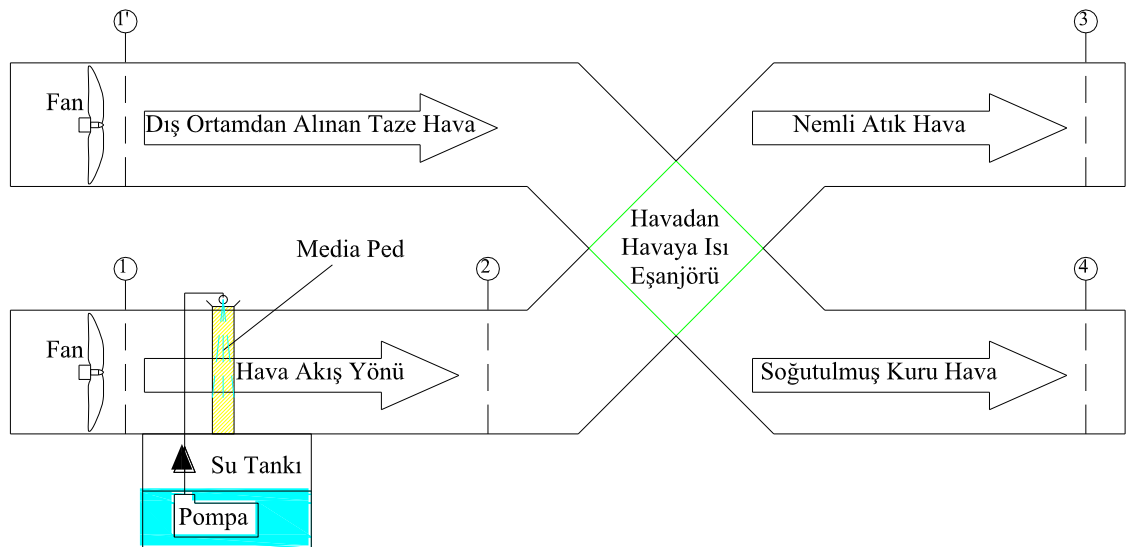 1'
3
Fan
Dış Ortamdan Alınan Taze Hava
Nemli Atık Hava
Havadan
Havaya Isı
Eşanjörü
Media Ped
1
2
4
Fan
Hava Akış Yönü
Soğutulmuş Kuru Hava
Su Tankı
Pompa